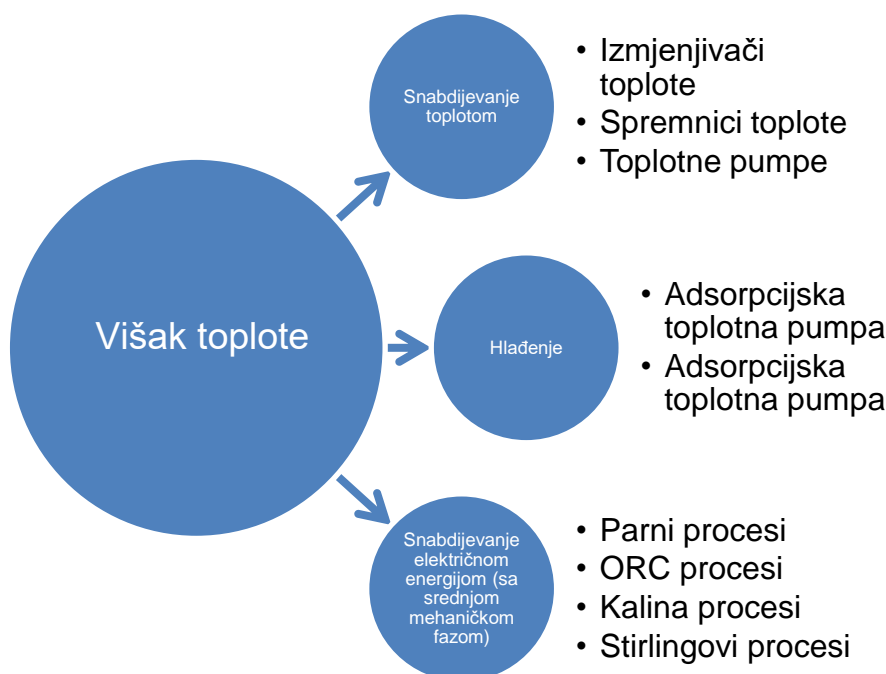 Višak toplote
Snabdijevanje
toplotom
• Izmjenjivači
toplote
• Spremnici toplote
• Toplotne pumpe
Hlađenje
• Adsorpcijska
toplotna pumpa
• Adsorpcijska
toplotna pumpa
Snabdijevanje
električnom
energijom (sa
srednjom
mehaničkom
fazom)
• Parni procesi
• ORC procesi
• Kalina procesi
• Stirlingovi procesi